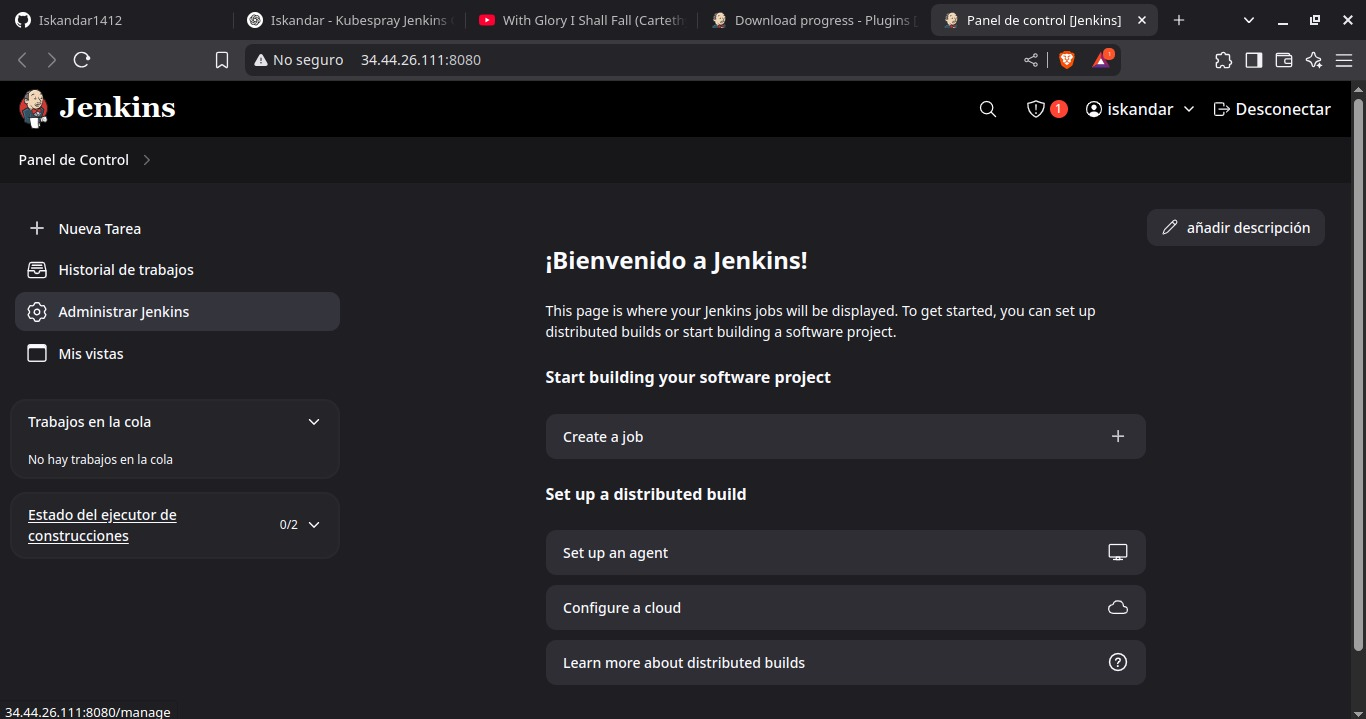 Iskandar1412
Iskandar - Kubespray Jenkins
With Glory I Shall Fall (Carteth
Download progress - Plugins [
Panel de control [Jenkins]
No seguro 34.44.26.111:8080
Jenkins
1
iskandar
Desconectar
Panel de Control
Nueva Tarea
Historial de trabajos
Administrar Jenkins
Mis vistas
Trabajos en la cola
No hay trabajos en la cola
Estado del ejecutor de
construcciones
0/2
añadir descripción
¡Bienvenido a Jenkins!
This page is where your Jenkins jobs will be displayed. To get started, you can set up
distributed builds or start building a software project.
Start building your software project
Create a job
Set up a distributed build
Set up an agent
Configure a cloud
Learn more about distributed builds
34.44.26.111:8080/manage